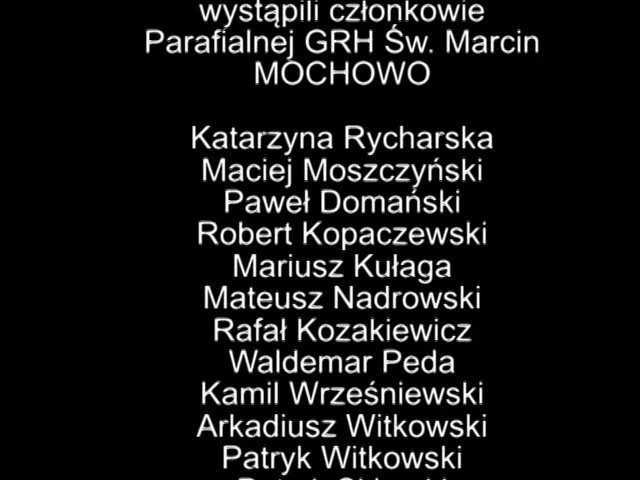 wystąpili członkowie
Parafialnej GRH Św. Marcin
MOCHOWO
Katarzyna Rycharska
Maciej Moszczyński
Paweł Domański
Robert Kopaczewski
Mariusz Kułaga
Mateusz Nadrowski
Rafał Kozakiewicz
Waldemar Peda
Kamil Wrześniewski
Arkadiusz Witkowski
Patryk Witkowski